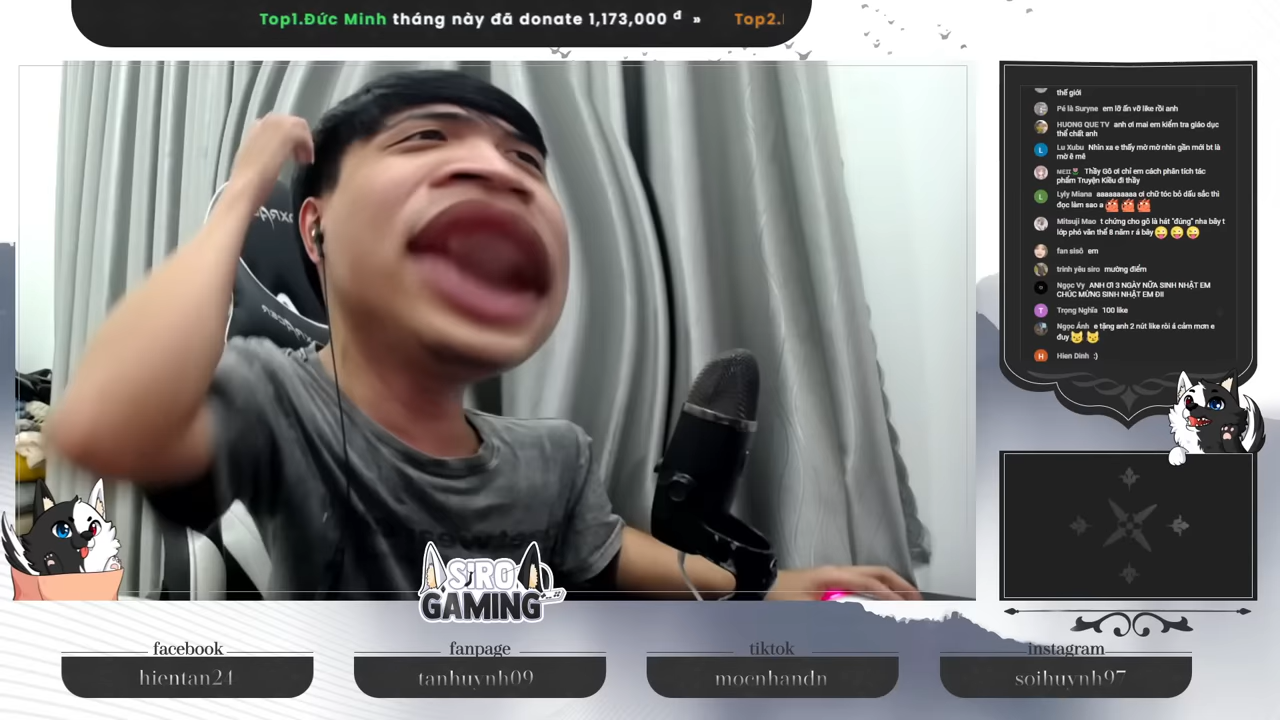 Top1.Đức Minh tháng này đã donate 1,173,000 đ » Top2.
thế giới
Pé là Suryne em lỡ ấn vỡ like rồi anh
HUONG QUE TV anh ơi mai em kiểm tra giáo dục
thể chất anh
Lu Xubu Nhìn xa e thấy mờ mờ nhìn gần mới bt là
mờ ê mê
Thầy Gô ơi chỉ em cách phân tích tác
phẩm Truyện Kiều đi thầy
Lyly Miana aaaaaaaaa ơi chữ tóc bỏ dấu sắc thì
đọc làm sao a
Mitsuji Mao t chứng cho gô là hát "đúng" nha bây t
lớp phó văn thể 8 năm r á bây
fan sisô em
trinh yêu siro mường điểm
Ngọc Vy ANH ƠI 3 NGÀY NỮA SINH NHẬT EM
CHÚC MỪNG SINH NHẬT EM ĐII
Trọng Nghĩa 100 like
Ngọc Ánh e tặng anh 2 nút like ròi á cảm mơn e
đuy
Hien Dinh :)
SIRO
GAMING
facebook
hientan24
fanpage
tanhuynh09
tiktok
mocnhandn
instagram
soihuynh97